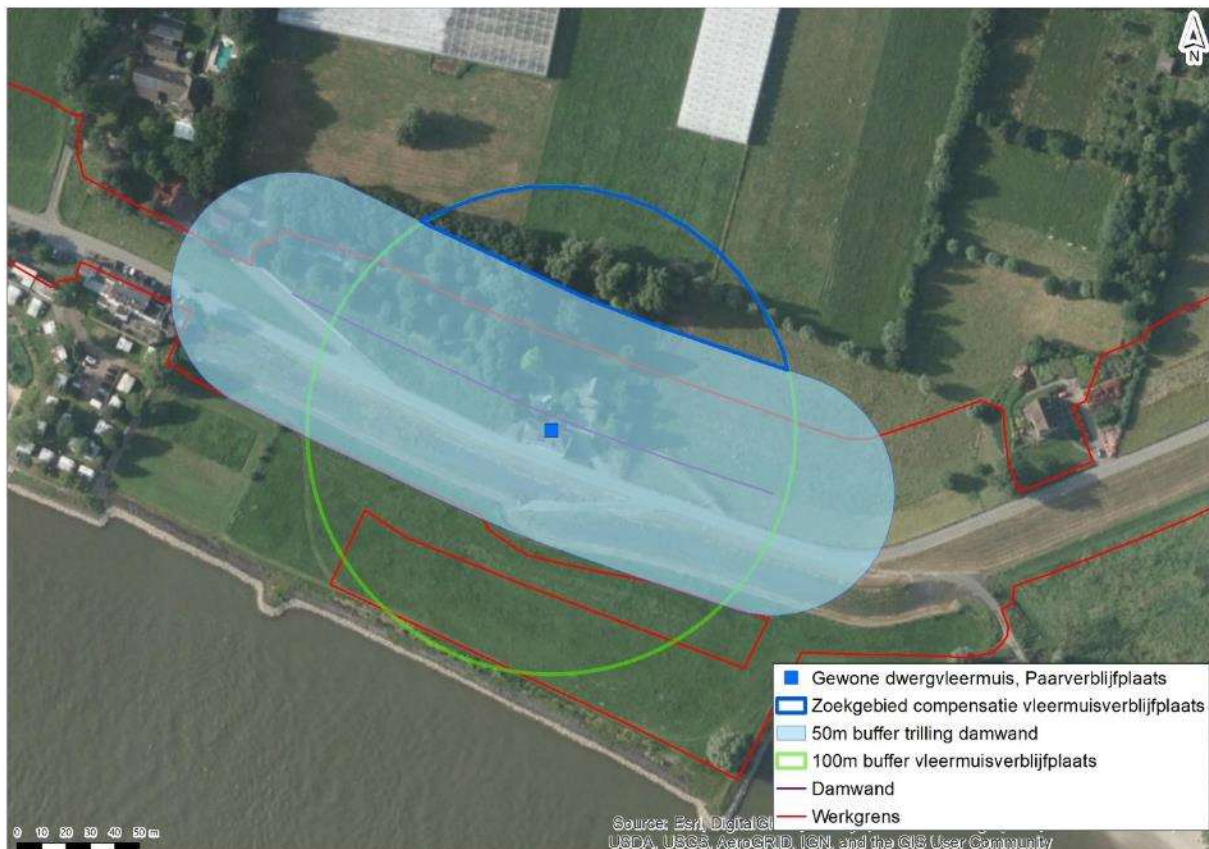 N
Gewone dwergvleermuis, Paarverblijfplaats
Zoekgebied compensatie vleermuisverblijfplaats
50m buffer trilling damwand
100m buffer vleermuisverblijfplaats
Damwand
Werkgrens
0 10 20 30 40 50 m
Source: Esri, DigitalGl
USDA, USGS, AeroGRID, IGN, and the GIS User Community